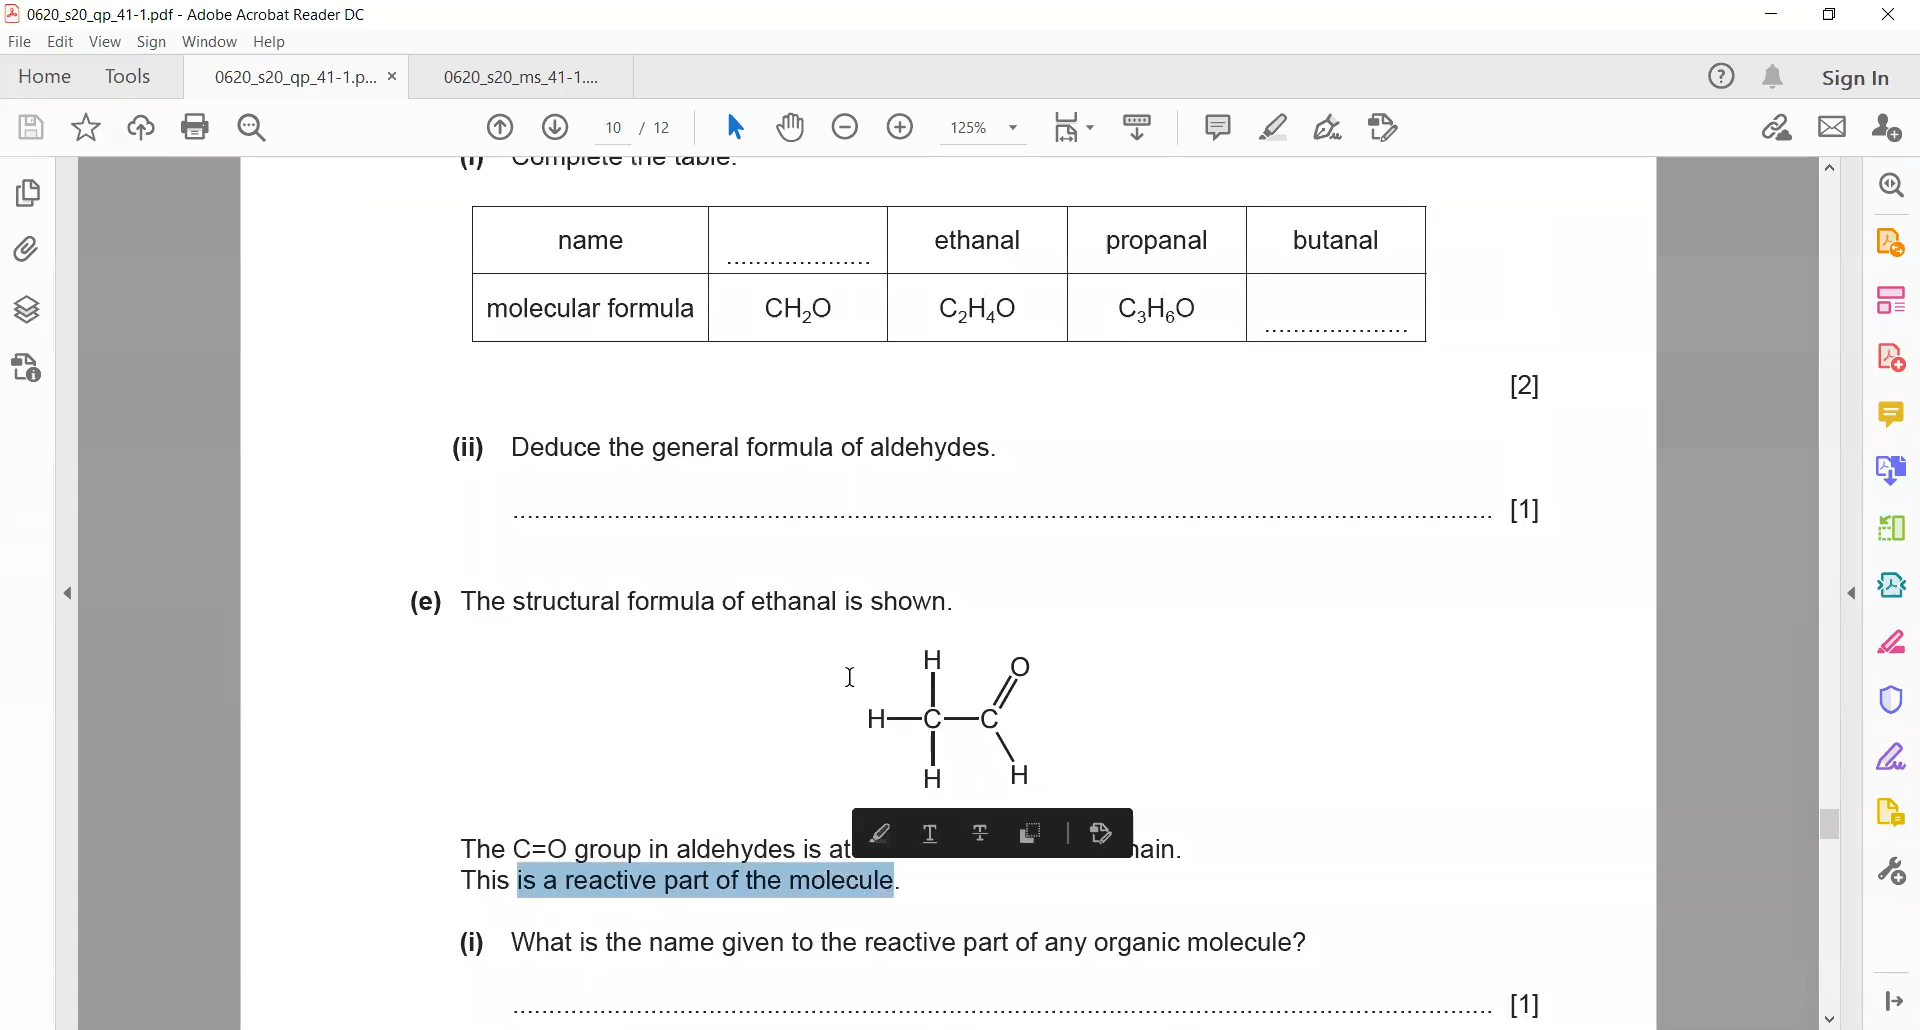 0620_s20_qp_41-1.pdf - Adobe Acrobat Reader DC
File Edit View Sign Window Help
Home Tools 0620_s20_qp_41-1.p... × 0620_s20_ms_41-1.... Sign In
10 / 12 125%
(i) Complete the table.
name .................... ethanal propanal butanal
molecular formula CH₂O C₂H₄O C₃H₆O ....................
[2]
(ii) Deduce the general formula of aldehydes.
.......................................................................................................................................... [1]
(e) The structural formula of ethanal is shown.
H O
H C C
H H
The C=O group in aldehydes is
This is a reactive part of the molecule.
(i) What is the name given to the reactive part of any organic molecule?
.......................................................................................................................................... [1]